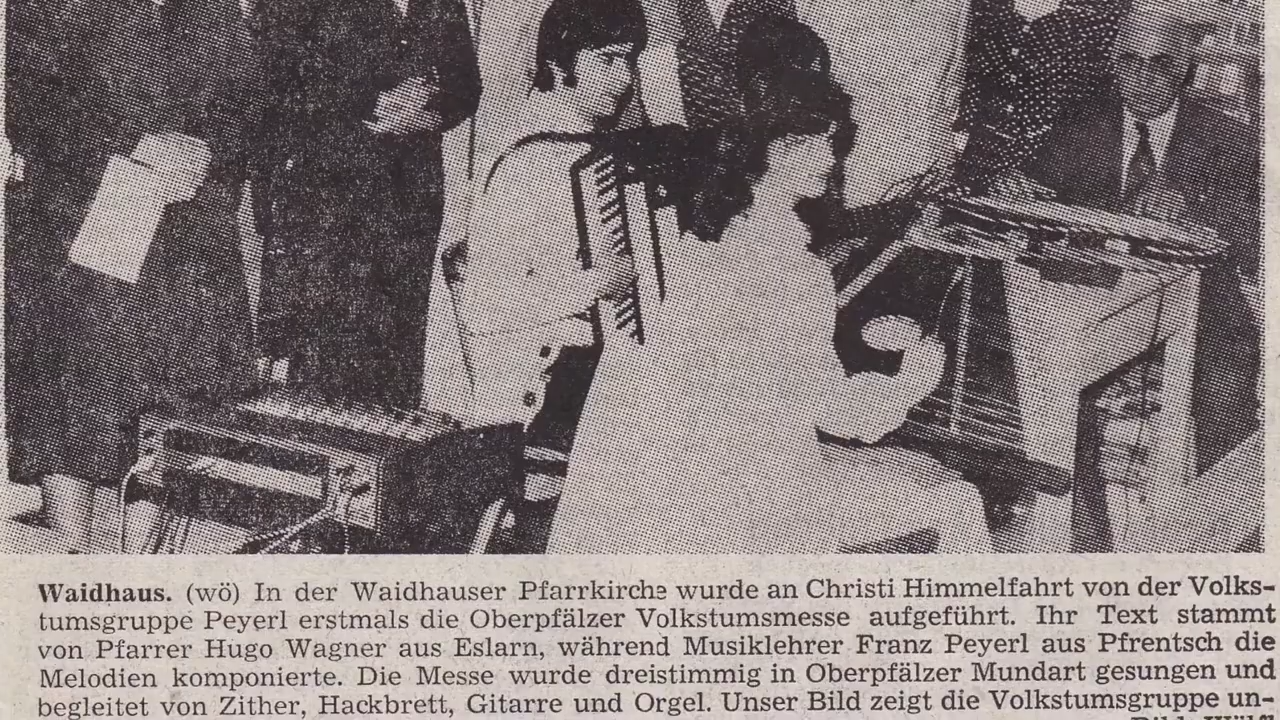 Waidhaus. (wö) In der Waidhauser Pfarrkirche wurde an Christi Himmelfahrt von der Volks-
tumsgruppe Peyerl erstmals die Oberpfälzer Volkstumsmesse aufgeführt. Ihr Text stammt
von Pfarrer Hugo Wagner aus Eslarn, während Musiklehrer Franz Peyerl aus Pfrentsch die
Melodien komponierte. Die Messe wurde dreistimmig in Oberpfälzer Mundart gesungen und
begleitet von Zither, Hackbrett, Gitarre und Orgel. Unser Bild zeigt die Volkstumsgruppe un-